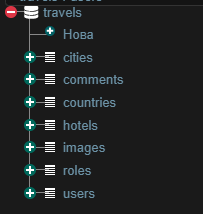 travels
Нова
cities
comments
countries
hotels
images
roles
users